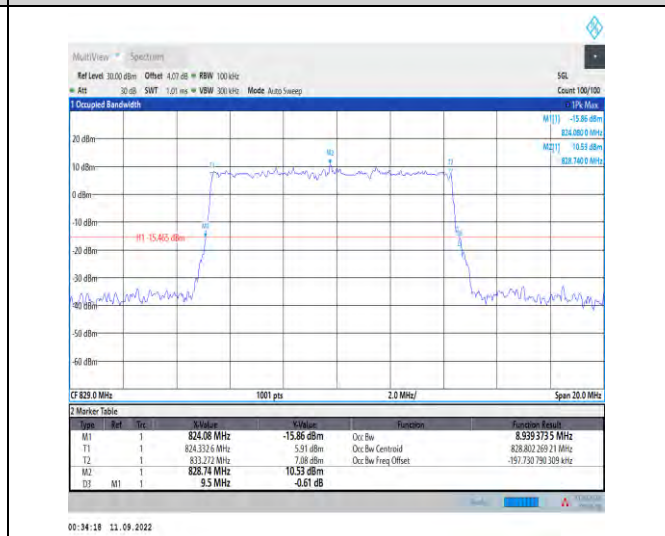 MultiView Spectrum
Ref Level 30.00 dBm Offset 4.07 dB RBW 100 kHz SGL
Att 30 dB SWT 1.01 ms VBW 300 kHz Mode Auto Sweep Count 100/100
1 Occupied Bandwidth 1Pk Max
M1[1] -15.86 dBm
824.080 0 MHz
M2[1] 10.53 dBm
828.740 0 MHz
20 dBm
10 dBm
0 dBm
-10 dBm
-20 dBm
-30 dBm
-40 dBm
-50 dBm
-60 dBm
T1
M2
T2
H1 -15.465 dBm
CF 829.0 MHz 1001 pts 2.0 MHz/ Span 20.0 MHz
2 Marker Table
Type Ref Trc X-Value Y-Value Function Function Result
M1 1 824.08 MHz -15.86 dBm Occ Bw 8.939 373 5 MHz
T1 1 824.332 6 MHz 5.91 dBm Occ Bw Centroid 828.802 269 21 MHz
T2 1 833.272 MHz 7.08 dBm Occ Bw Freq Offset -197.730 790 309 kHz
M2 1 828.74 MHz 10.53 dBm
D3 M1 1 9.5 MHz -0.61 dB
00:34:18 11.09.2022